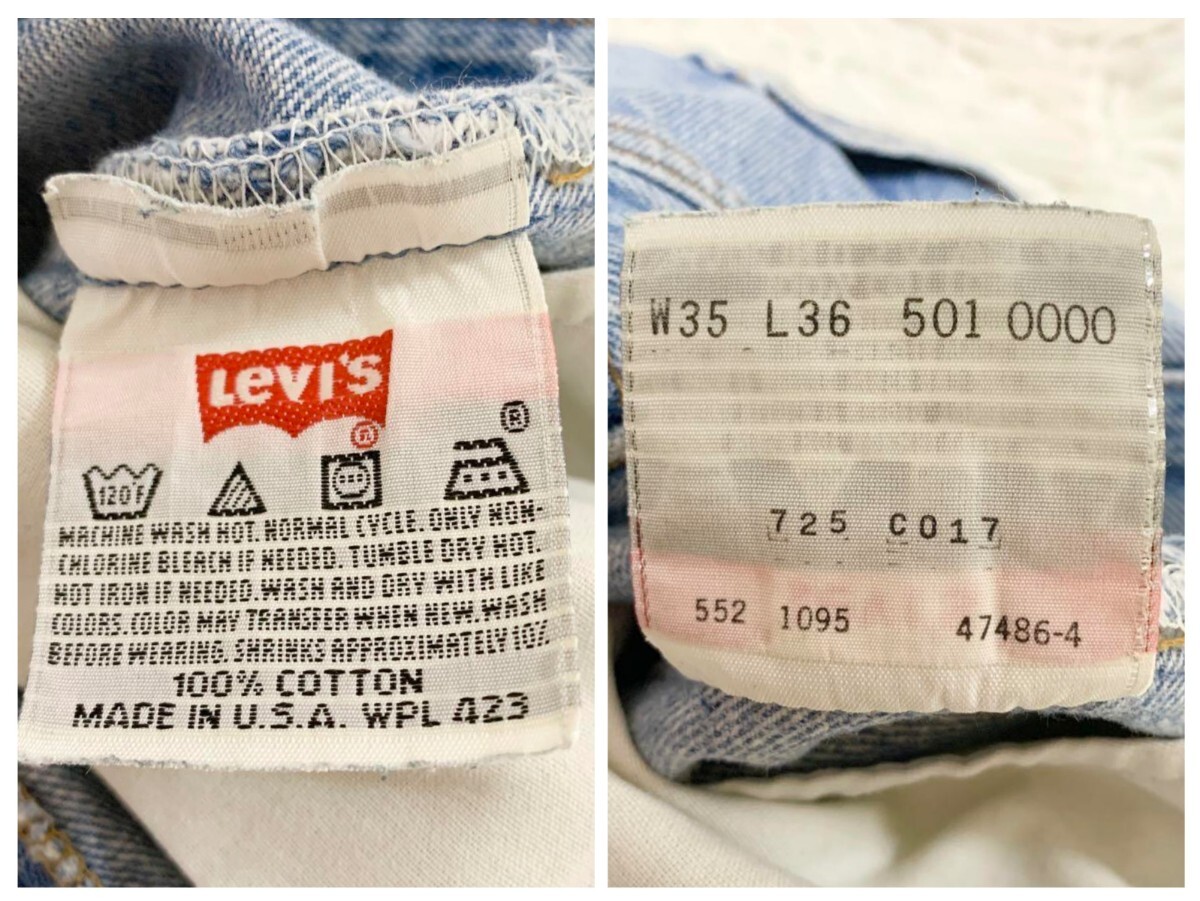 LEVI'S
®
®
120°F
MACHINE WASH HOT. NORMAL CYCLE. ONLY NON-
CHLORINE BLEACH IF NEEDED. TUMBLE DRY HOT.
HOT IRON IF NEEDED. WASH AND DRY WITH LIKE
COLORS. COLOR MAY TRANSFER WHEN NEW. WASH
BEFORE WEARING. SHRINKS APPROXIMATELY 10%
100% COTTON
MADE IN U.S.A. WPL 423
W35 L36 501 0000
725 C017
552 1095 47486-4